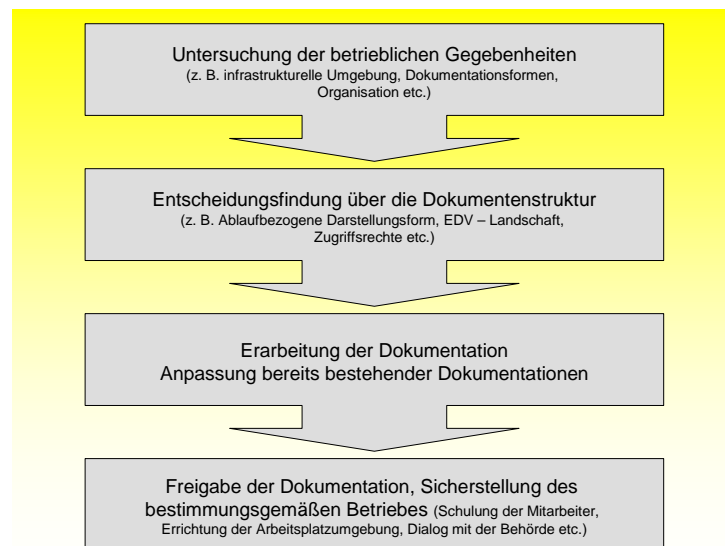 Untersuchung der betrieblichen Gegebenheiten
(z. B. infrastrukturelle Umgebung, Dokumentationsformen,
Organisation etc.)
Entscheidungsfindung über die Dokumentenstruktur
(z. B. Ablaufbezogene Darstellungsform, EDV – Landschaft,
Zugriffsrechte etc.)
Erarbeitung der Dokumentation
Anpassung bereits bestehender Dokumentationen
Freigabe der Dokumentation, Sicherstellung des
bestimmungsgemäßen Betriebes (Schulung der Mitarbeiter,
Errichtung der Arbeitsplatzumgebung, Dialog mit der Behörde etc.)